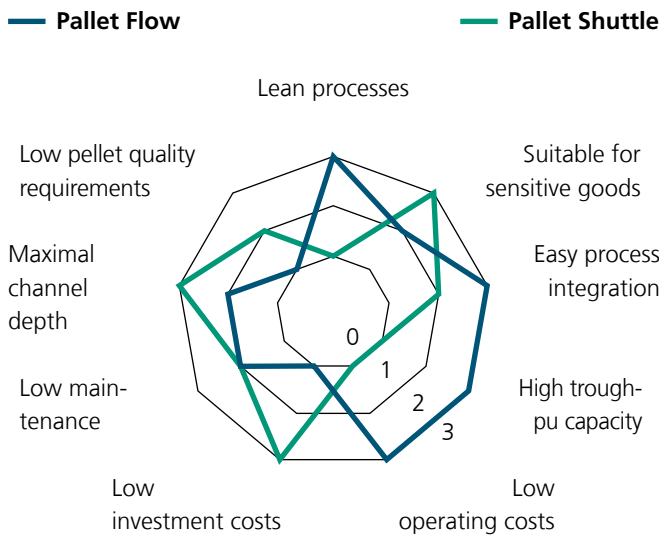 Pallet Flow
Pallet Shuttle
Lean processes
Low pellet quality
requirements
Suitable for
sensitive goods
Maximal
channel
depth
Easy process
integration
0
1
2
3
Low main-
tenance
High trough-
pu capacity
Low
investment costs
Low
operating costs